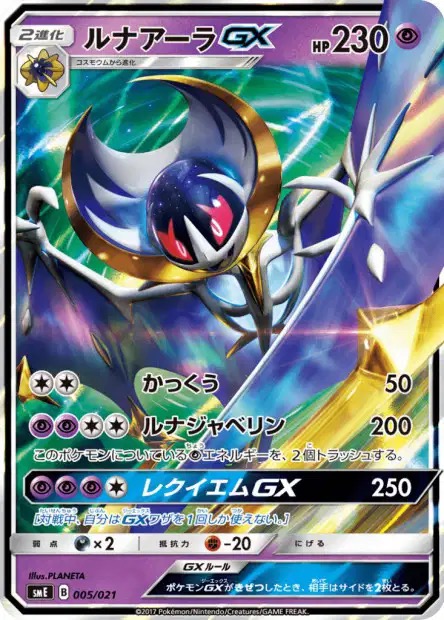 2進化 ルナアーラGX HP230
コスモウムから進化
かっくう 50
ルナジャベリン 200
このポケモンについているエネルギーを、2個トラッシュする。
レクイエムGX 250
[対戦中、自分はGXワザを1回しか使えない。]
弱点 ×2 抵抗力 -20 にげる
Illus.PLANETA
GXルール
ポケモンGXがきぜつしたとき、相手はサイドを2枚とる。
SME B 005/021
©2017 Pokémon/Nintendo/Creatures/GAME FREAK.